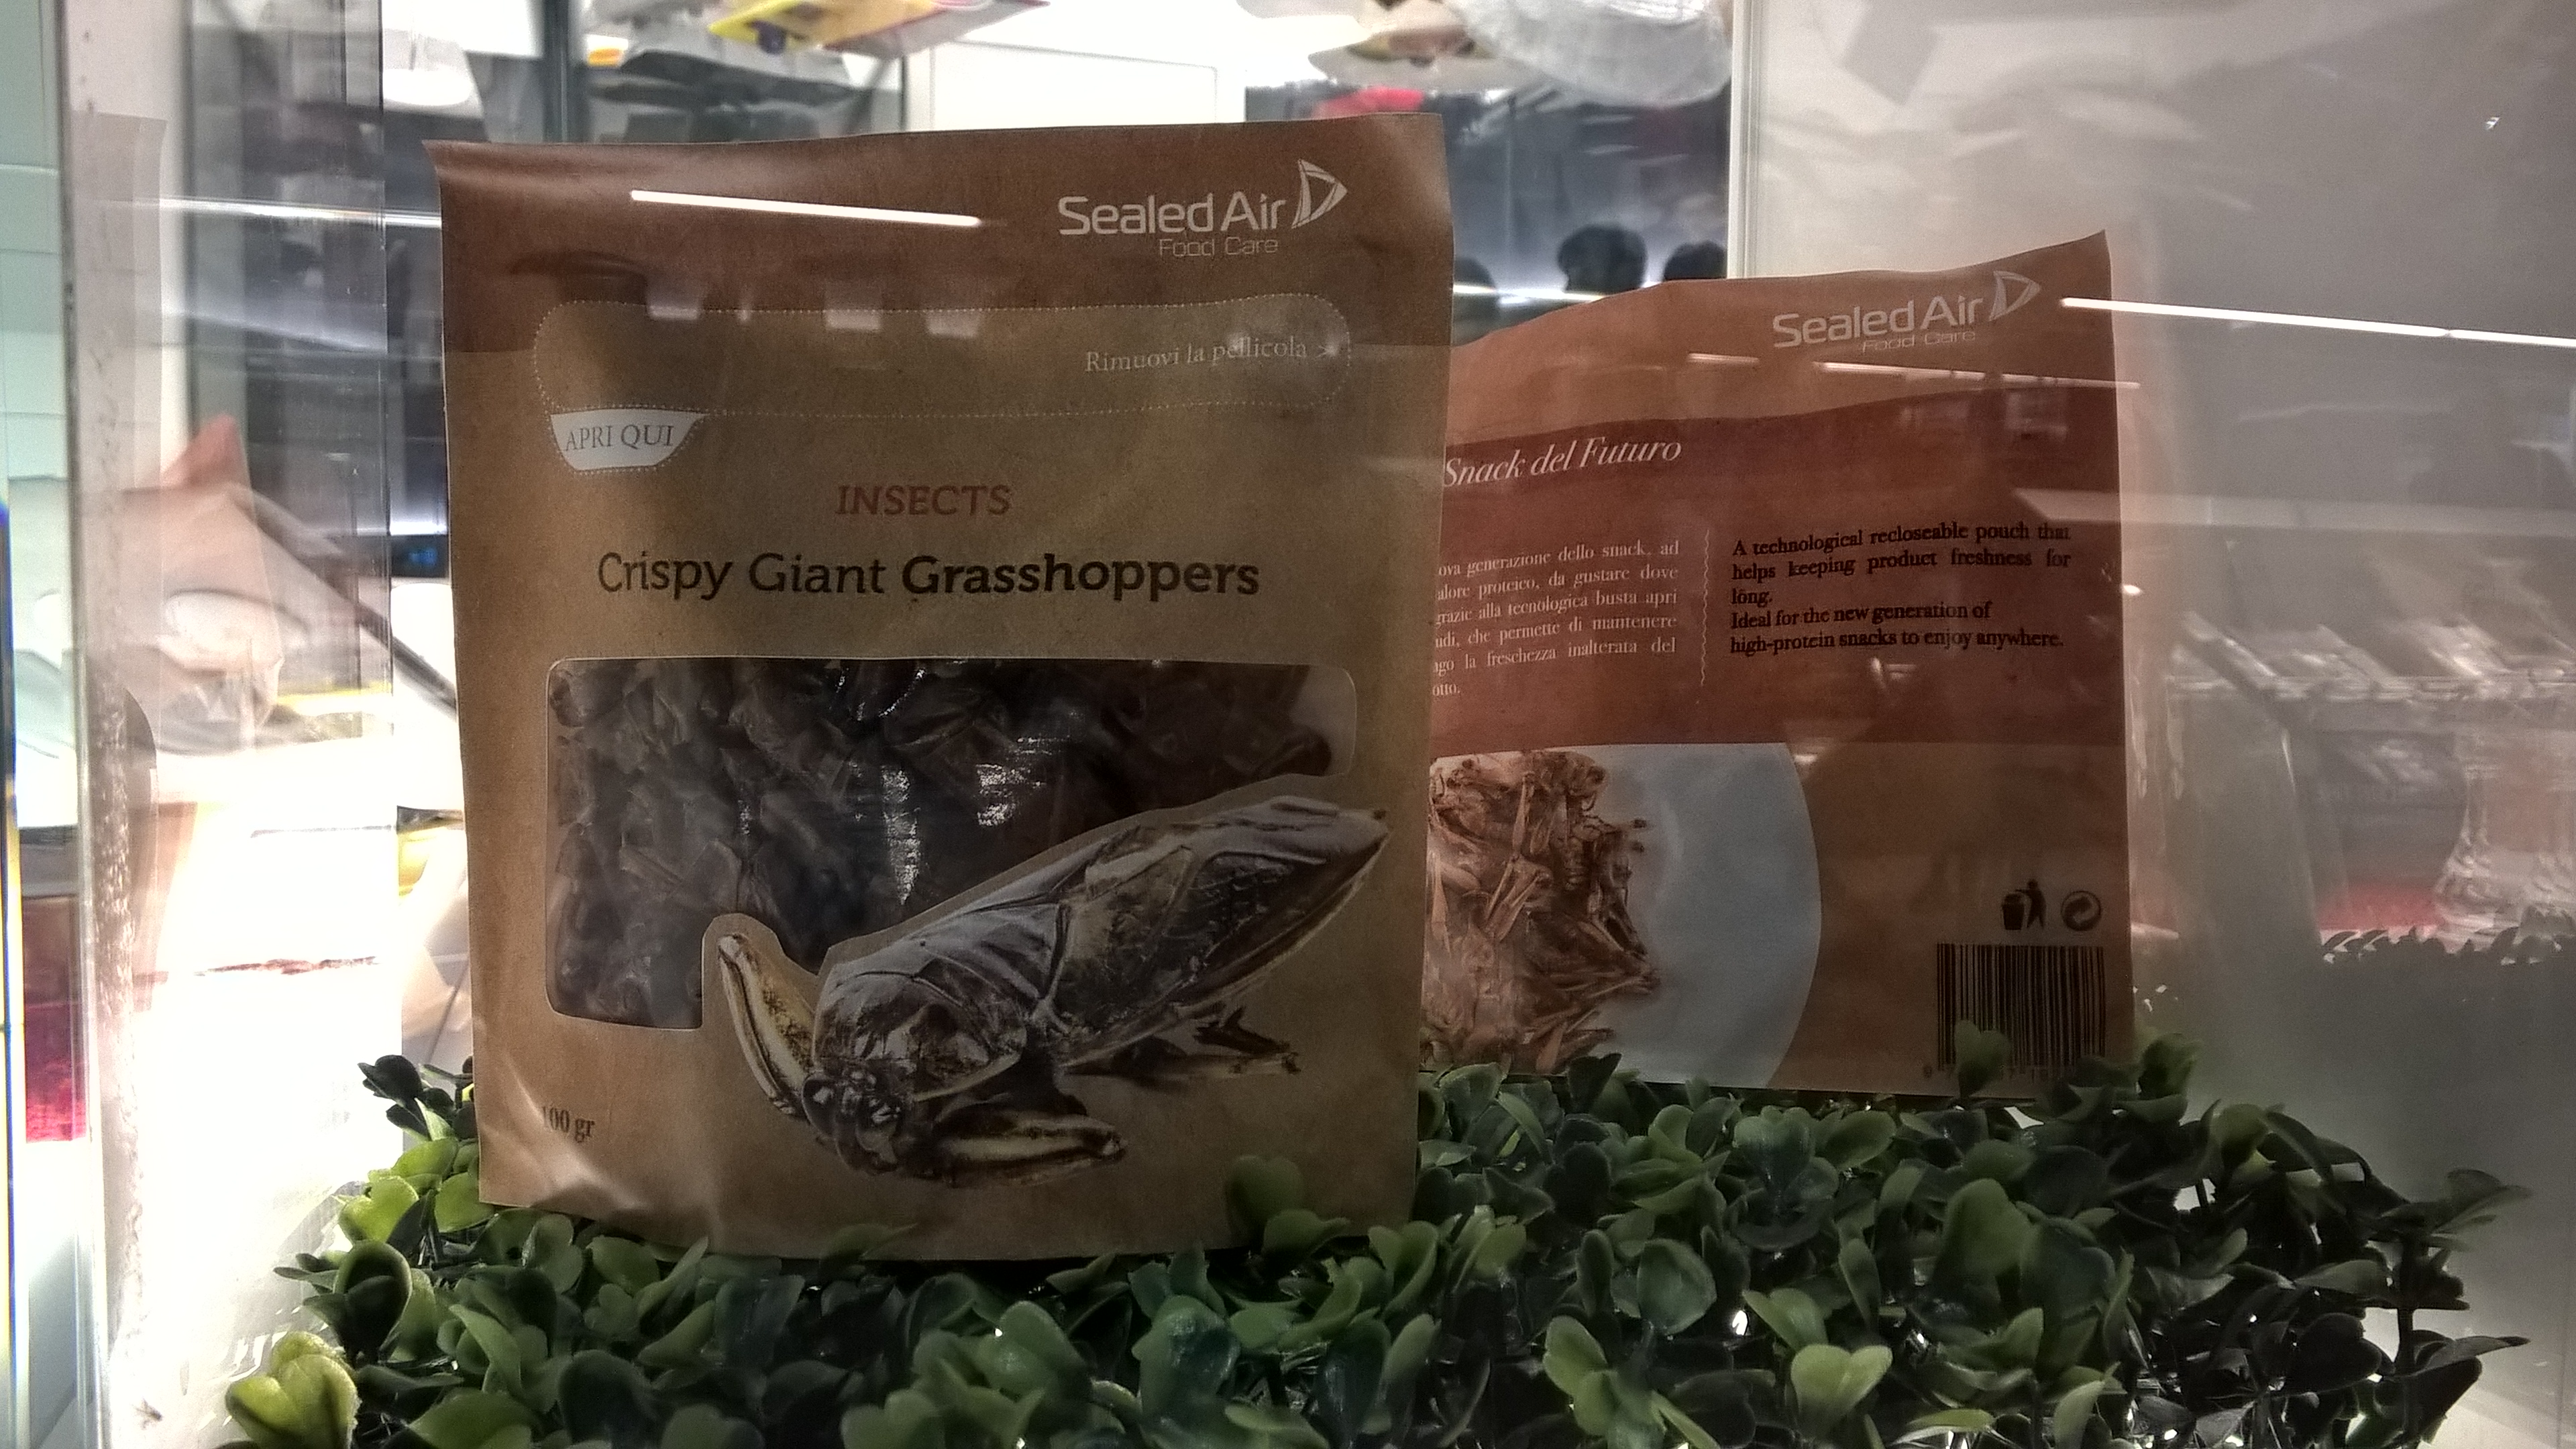 Sealed Air
Food Care
Rimuovi la pellicola >
APRI QUI
INSECTS
Crispy Giant Grasshoppers
100 gr
Sealed Air
Food Care
Snack del Futuro
generazione dello snack, ad
proteico, da gustare dove
grazie alla tecnologica busta apri
che permette di mantenere
la freschezza inalterata del
A technological recloseable pouch that
helps keeping product freshness for
long.
Ideal for the new generation of
high-protein snacks to enjoy anywhere.